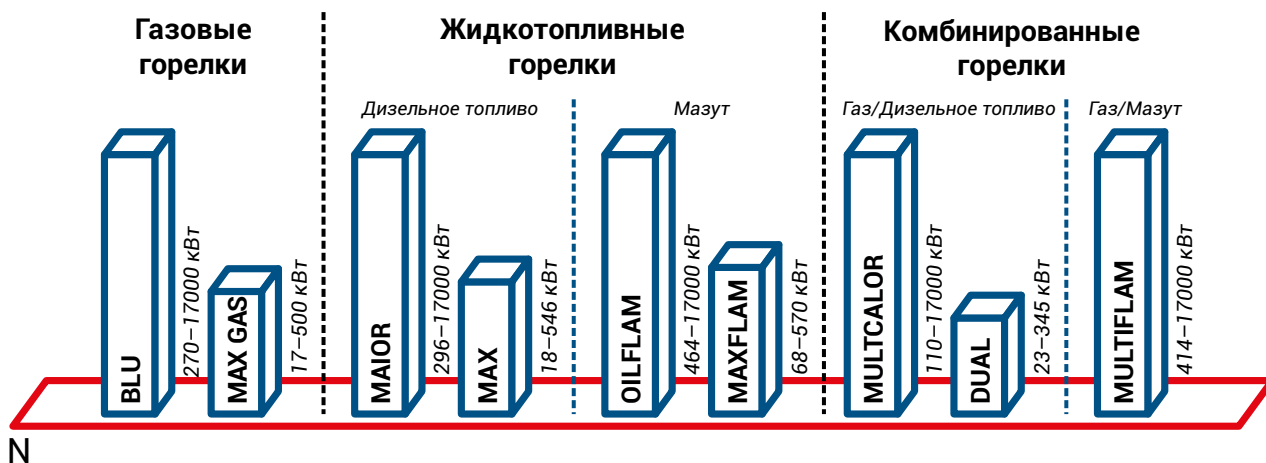 Газовые
горелки
Жидкотопливные
горелки
Комбинированные
горелки
Дизельное топливо
Мазут
Газ/Дизельное топливо
Газ/Мазут
BLU
270–17000 кВт
MAX GAS
17–500 кВт
MAIOR
296–17000 кВт
MAX
18–546 кВт
OILFLAM
464–17000 кВт
MAXFLAM
68–570 кВт
MULTCALOR
110–17000 кВт
DUAL
23–345 кВт
MULTIFLAM
414–17000 кВт
N